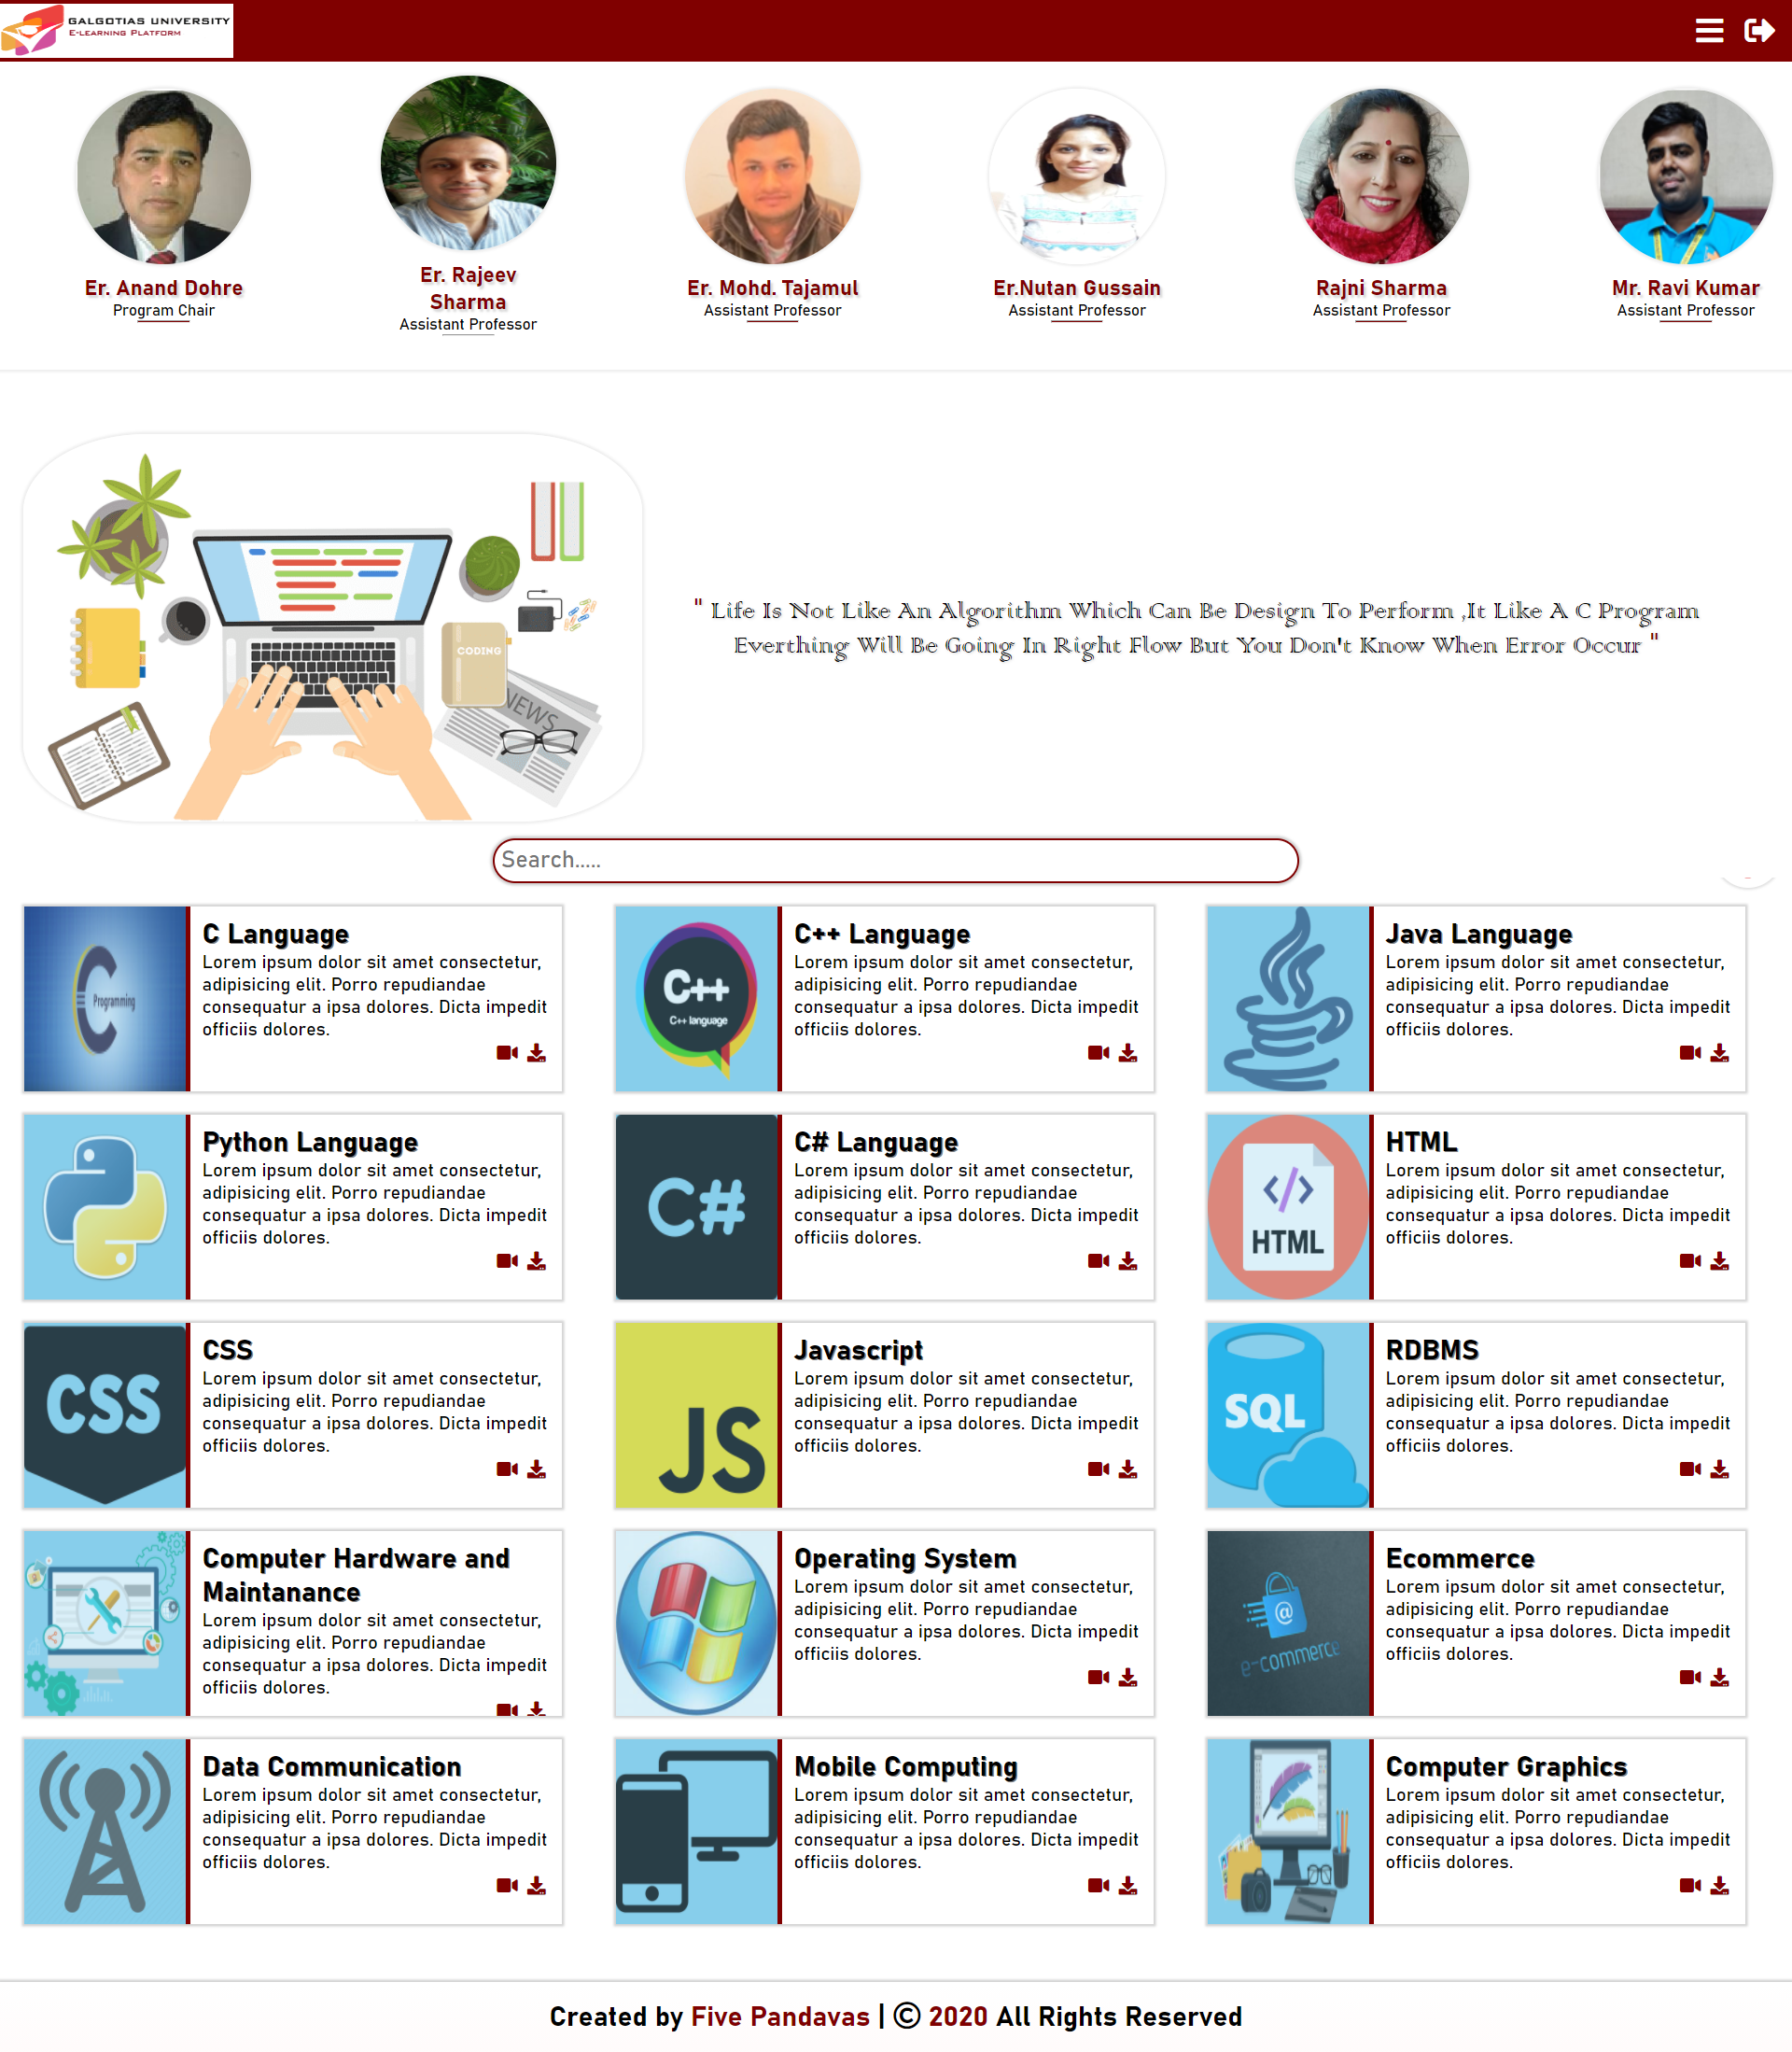 GALGOTIAS UNIVERSITY
E-LEARNING PLATFORM
Er. Anand Dohre
Program Chair
Er. Rajeev
Sharma
Assistant Professor
Er. Mohd. Tajamul
Assistant Professor
Er.Nutan Gussain
Assistant Professor
Rajni Sharma
Assistant Professor
Mr. Ravi Kumar
Assistant Professor
CODING
NEWS
" Life Is Not Like An Algorithm Which Can Be Design To Perform ,It Like A C Program
Everthing Will Be Going In Right Flow But You Don't Know When Error Occur "
Search.....
C Programming
C Language
Lorem ipsum dolor sit amet consectetur,
adipisicing elit. Porro repudiandae
consequatur a ipsa dolores. Dicta impedit
officiis dolores.
C++
C++ language
C++ Language
Lorem ipsum dolor sit amet consectetur,
adipisicing elit. Porro repudiandae
consequatur a ipsa dolores. Dicta impedit
officiis dolores.
Java Language
Lorem ipsum dolor sit amet consectetur,
adipisicing elit. Porro repudiandae
consequatur a ipsa dolores. Dicta impedit
officiis dolores.
Python Language
Lorem ipsum dolor sit amet consectetur,
adipisicing elit. Porro repudiandae
consequatur a ipsa dolores. Dicta impedit
officiis dolores.
C#
C# Language
Lorem ipsum dolor sit amet consectetur,
adipisicing elit. Porro repudiandae
consequatur a ipsa dolores. Dicta impedit
officiis dolores.
</>
HTML
HTML
Lorem ipsum dolor sit amet consectetur,
adipisicing elit. Porro repudiandae
consequatur a ipsa dolores. Dicta impedit
officiis dolores.
CSS
CSS
Lorem ipsum dolor sit amet consectetur,
adipisicing elit. Porro repudiandae
consequatur a ipsa dolores. Dicta impedit
officiis dolores.
JS
Javascript
Lorem ipsum dolor sit amet consectetur,
adipisicing elit. Porro repudiandae
consequatur a ipsa dolores. Dicta impedit
officiis dolores.
SQL
RDBMS
Lorem ipsum dolor sit amet consectetur,
adipisicing elit. Porro repudiandae
consequatur a ipsa dolores. Dicta impedit
officiis dolores.
Computer Hardware and
Maintanance
Lorem ipsum dolor sit amet consectetur,
adipisicing elit. Porro repudiandae
consequatur a ipsa dolores. Dicta impedit
officiis dolores.
Operating System
Lorem ipsum dolor sit amet consectetur,
adipisicing elit. Porro repudiandae
consequatur a ipsa dolores. Dicta impedit
officiis dolores.
@
e-commerce
Ecommerce
Lorem ipsum dolor sit amet consectetur,
adipisicing elit. Porro repudiandae
consequatur a ipsa dolores. Dicta impedit
officiis dolores.
Data Communication
Lorem ipsum dolor sit amet consectetur,
adipisicing elit. Porro repudiandae
consequatur a ipsa dolores. Dicta impedit
officiis dolores.
Mobile Computing
Lorem ipsum dolor sit amet consectetur,
adipisicing elit. Porro repudiandae
consequatur a ipsa dolores. Dicta impedit
officiis dolores.
Computer Graphics
Lorem ipsum dolor sit amet consectetur,
adipisicing elit. Porro repudiandae
consequatur a ipsa dolores. Dicta impedit
officiis dolores.
Created by Five Pandavas | © 2020 All Rights Reserved